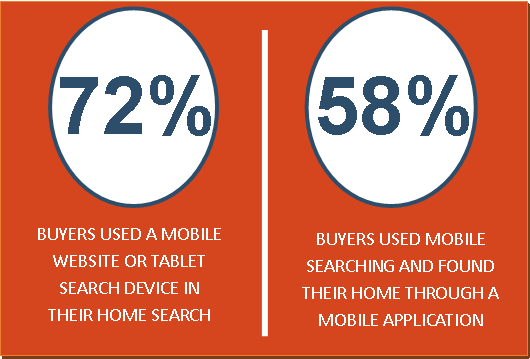 72%
BUYERS USED A MOBILE
WEBSITE OR TABLET
SEARCH DEVICE IN
THEIR HOME SEARCH
58%
BUYERS USED MOBILE
SEARCHING AND FOUND
THEIR HOME THROUGH A
MOBILE APPLICATION